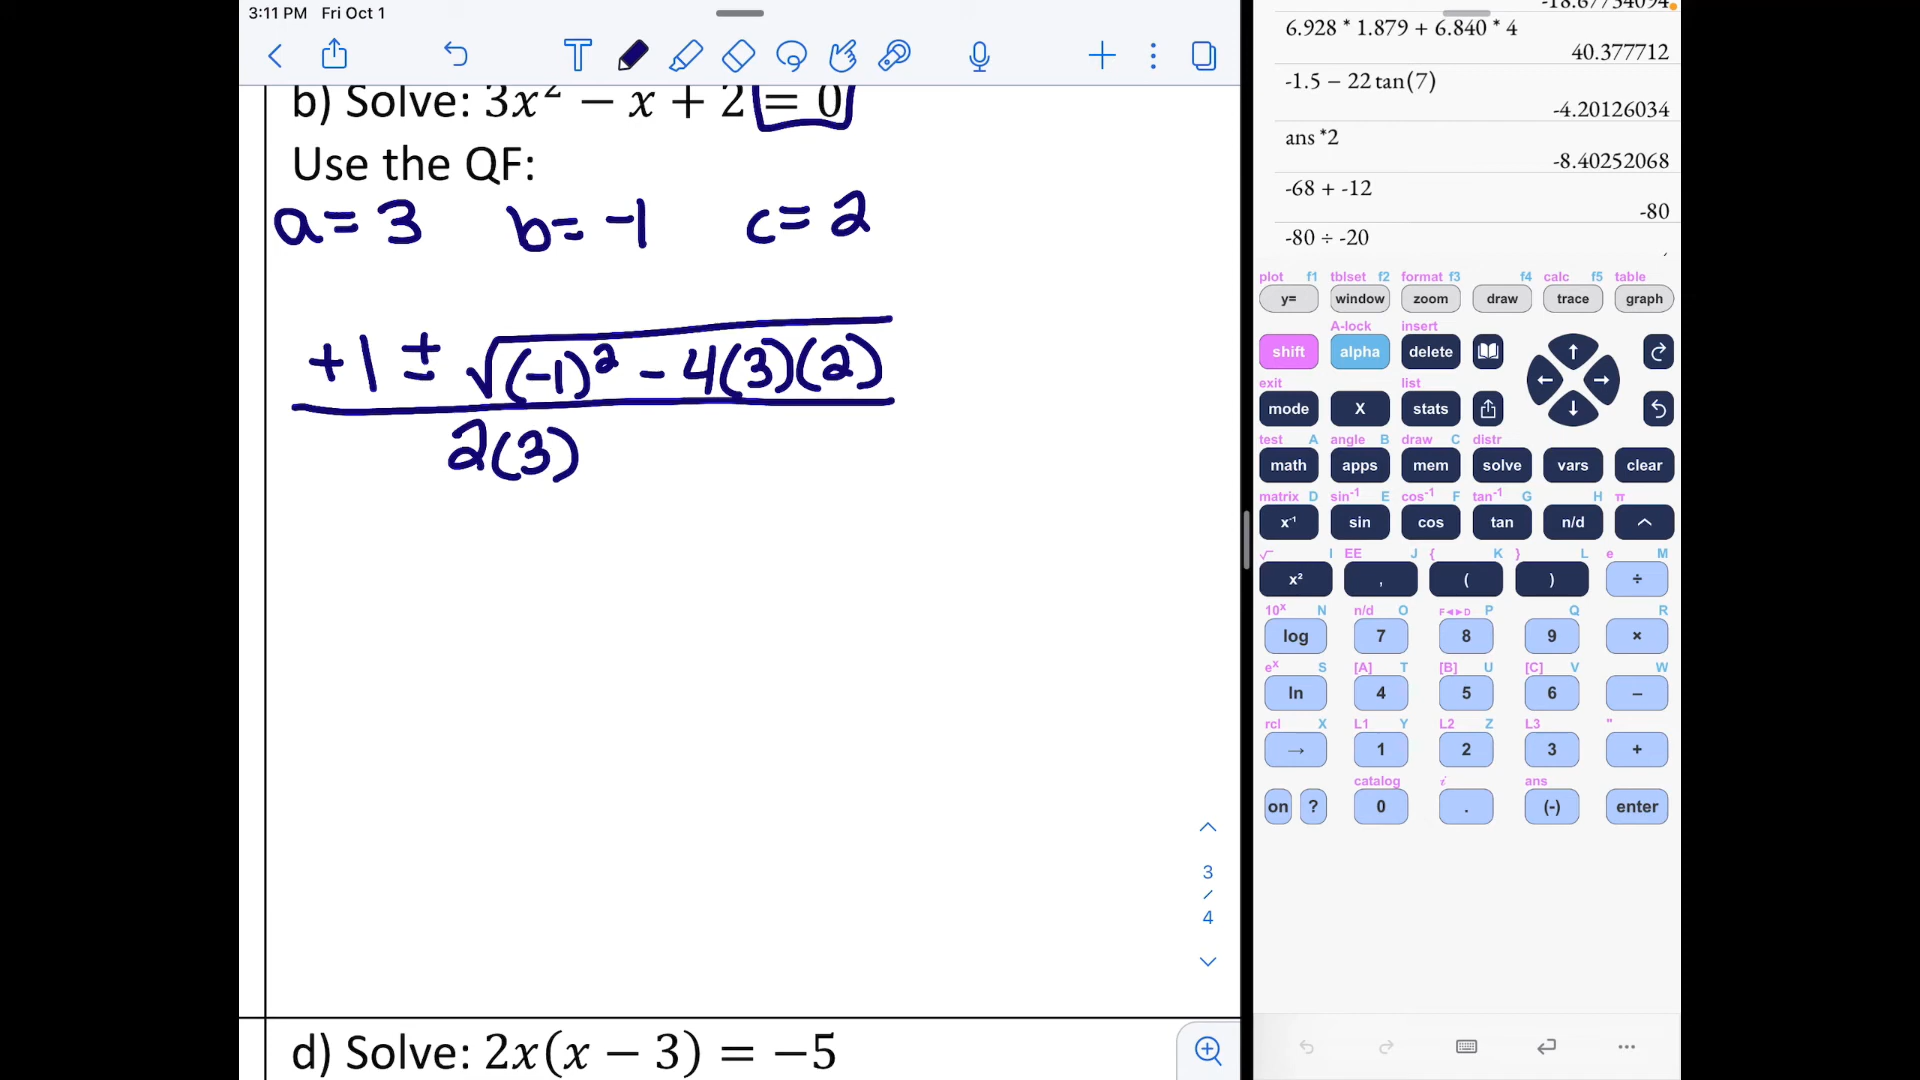 3:11 PM Fri Oct 1
T
b) Solve: 3x² − x + 2 = 0
Use the QF:
a = 3 b = -1 c = 2
+1 ± √(-1)² - 4(3)(2)
2(3)
3
/
4
d) Solve: 2x(x − 3) = −5
-18.67734094
6.928 * 1.879 + 6.840 * 4
40.377712
-1.5 − 22 tan(7)
-4.20126034
ans *2
-8.40252068
-68 + -12
-80
-80 ÷ -20
plot f1 tblset f2 format f3 f4 calc f5 table
y= window zoom draw trace graph
A-lock insert
shift alpha delete
exit list
mode X stats
test A angle B draw C distr
math apps mem solve vars clear
matrix D sin⁻¹ E cos⁻¹ F tan⁻¹ G H π
x⁻¹ sin cos tan n/d ^
√ I EE J { K } L e M
x² , ( ) ÷
10ˣ N n/d O F◄►D P Q R
log 7 8 9 ×
eˣ S [A] T [B] U [C] V W
ln 4 5 6 −
rcl X L1 Y L2 Z L3 "
→ 1 2 3 +
catalog i ans
on ? 0 . (-) enter